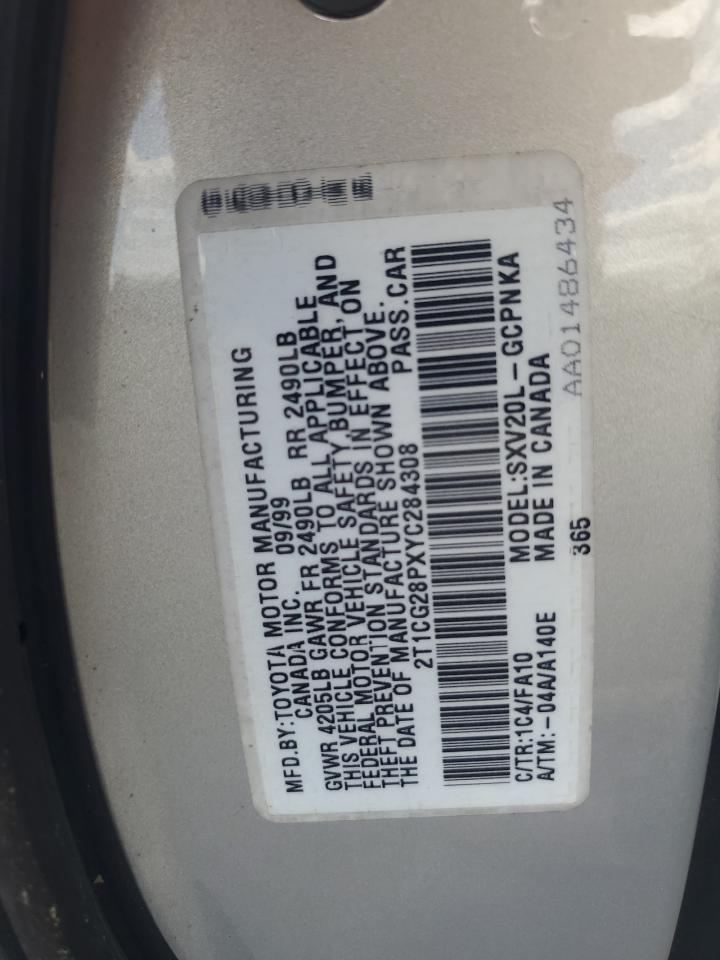 MFD.BY:TOYOTA MOTOR MANUFACTURING
CANADA INC. 09/99
GVWR 4205LB GAWR FR 2490LB RR 2490LB
THIS VEHICLE CONFORMS TO ALL APPLICABLE
FEDERAL MOTOR VEHICLE SAFETY,BUMPER, AND
THEFT PREVENTION STANDARDS IN EFFECT ON
THE DATE OF MANUFACTURE SHOWN ABOVE.
2T1CG28PXYC284308 PASS.CAR
C/TR:1C4/FA10 MODEL:SXV20L-GCPNKA
A/TM:-04A/A140E MADE IN CANADA
365 AA01486434